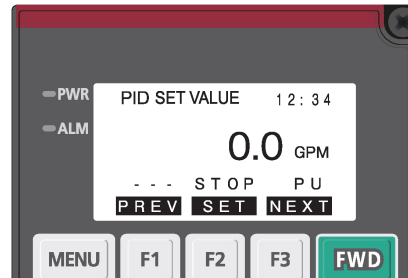 PWR
PID SET VALUE 12:34
ALM
0.0 GPM
- - - STOP PU
PREV SET NEXT
MENU F1 F2 F3 FWD